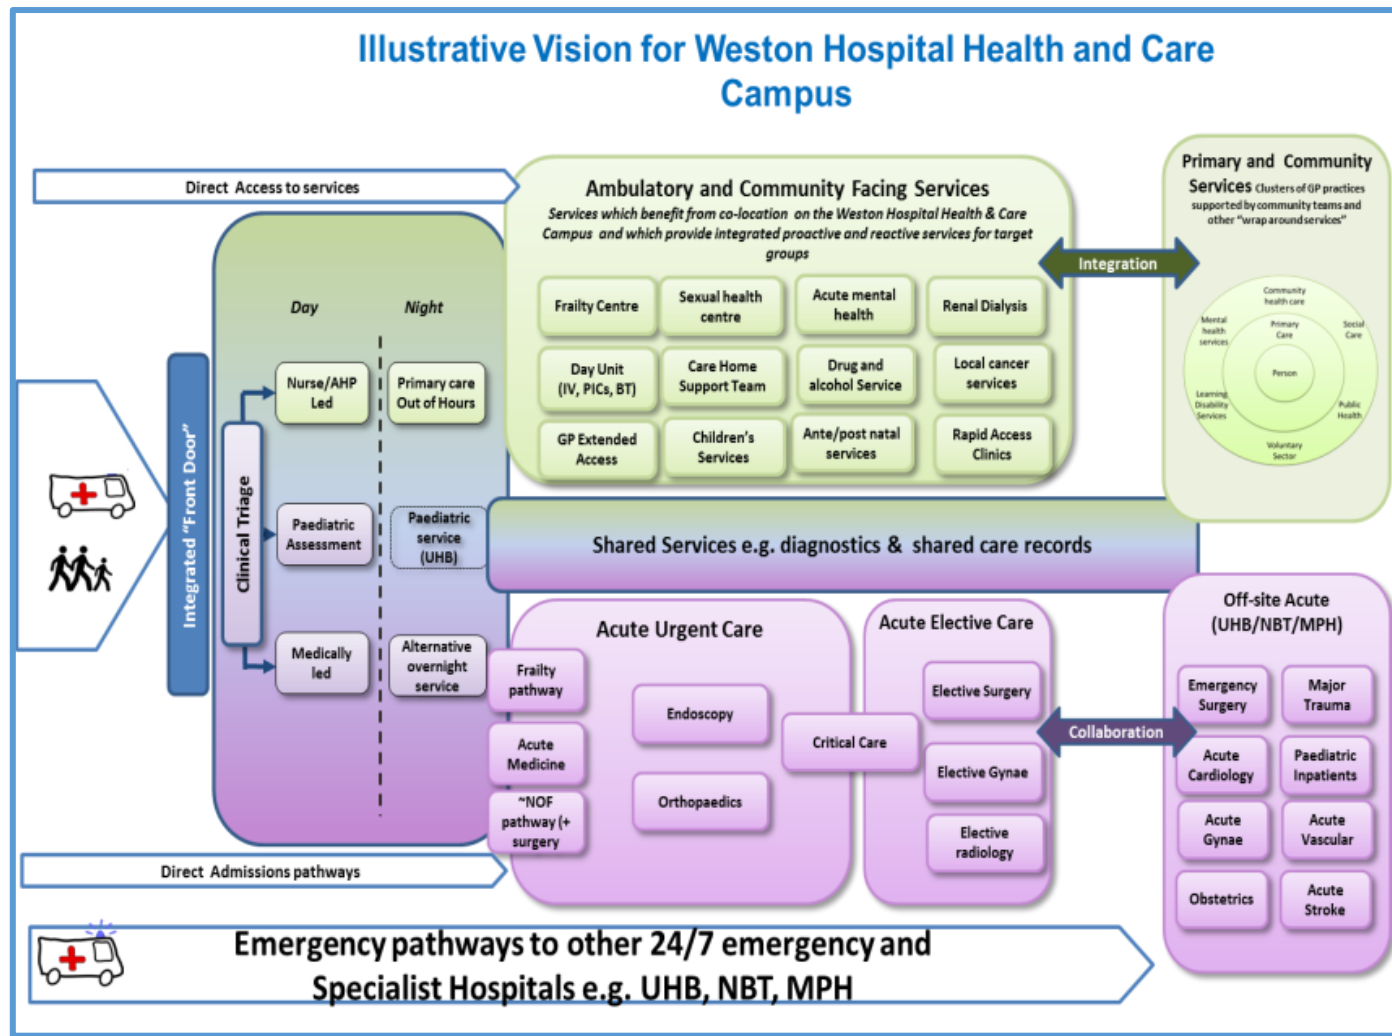 Illustrative Vision for Weston Hospital Health and Care
Campus
Direct Access to services
Ambulatory and Community Facing Services
Services which benefit from co-location on the Weston Hospital Health & Care
Campus and which provide integrated proactive and reactive services for target
groups
Frailty Centre
Sexual health
centre
Acute mental
health
Renal Dialysis
Day Unit
(IV, PICs, BT)
Care Home
Support Team
Drug and
alcohol Service
Local cancer
services
GP Extended
Access
Children's
Services
Ante/post natal
services
Rapid Access
Clinics
Integration
Primary and Community
Services Clusters of GP practices
supported by community teams and
other "wrap around services"
Community
health care
Mental
health
services
Primary
Care
Social
Care
Person
Learning
Disability
Services
Public
Health
Voluntary
Sector
Integrated "Front Door"
Clinical Triage
Day
Night
Nurse/AHP
Led
Primary care
Out of Hours
Paediatric
Assessment
Paediatric
service
(UHB)
Medically
led
Alternative
overnight
service
Shared Services e.g. diagnostics & shared care records
Acute Urgent Care
Frailty
pathway
Acute
Medicine
~NOF
pathway (+
surgery
Endoscopy
Orthopaedics
Critical Care
Acute Elective Care
Elective Surgery
Elective Gynae
Elective
radiology
Collaboration
Off-site Acute
(UHB/NBT/MPH)
Emergency
Surgery
Major
Trauma
Acute
Cardiology
Paediatric
Inpatients
Acute
Gynae
Acute
Vascular
Obstetrics
Acute
Stroke
Direct Admissions pathways
Emergency pathways to other 24/7 emergency and
Specialist Hospitals e.g. UHB, NBT, MPH